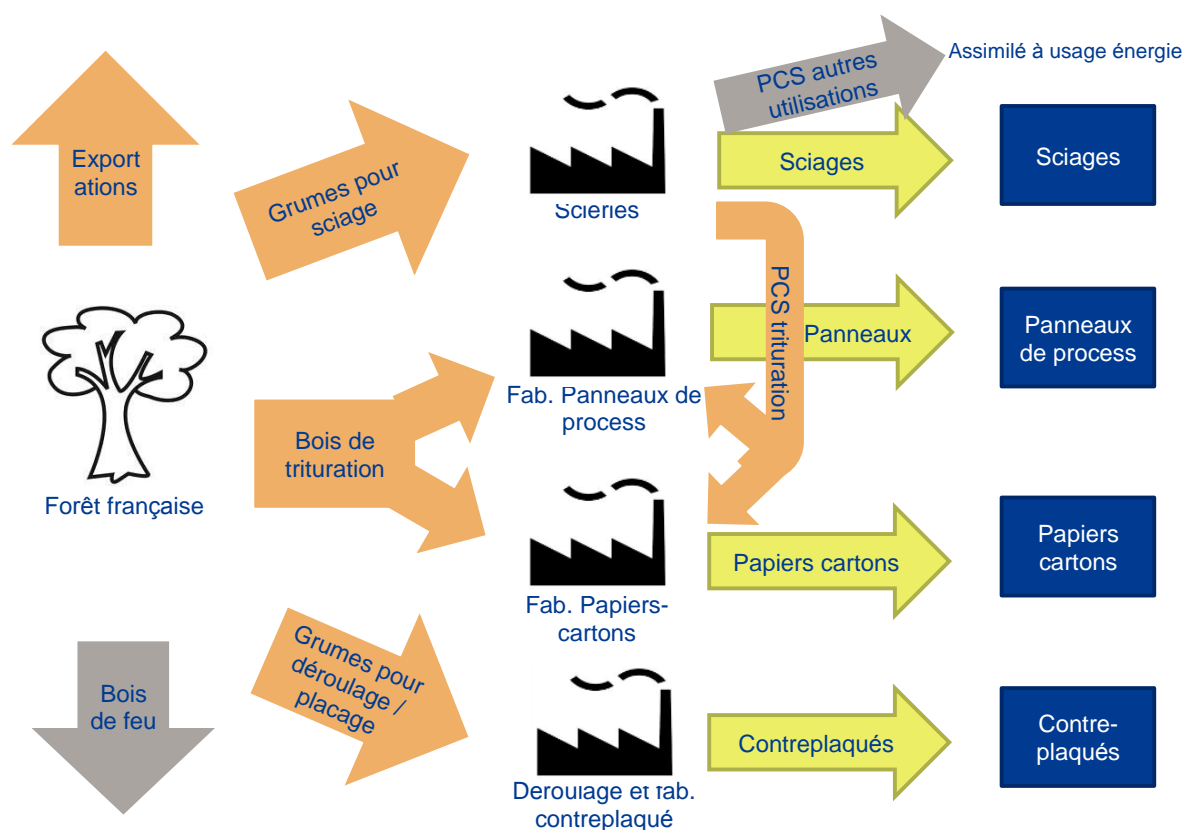 Assimilé à usage énergie
PCS autres
utilisations
Export
ations
Grumes pour
sciage
Scieries
Sciages
Sciages
PCS trituration
Panneaux
Panneaux
de process
Fab. Panneaux de
process
Bois de
trituration
Forêt française
Papiers cartons
Papiers
cartons
Fab. Papiers-
cartons
Grumes pour
déroulage /
placage
Bois
de feu
Contreplaqués
Contre-
plaqués
Déroulage et fab.
contreplaqué